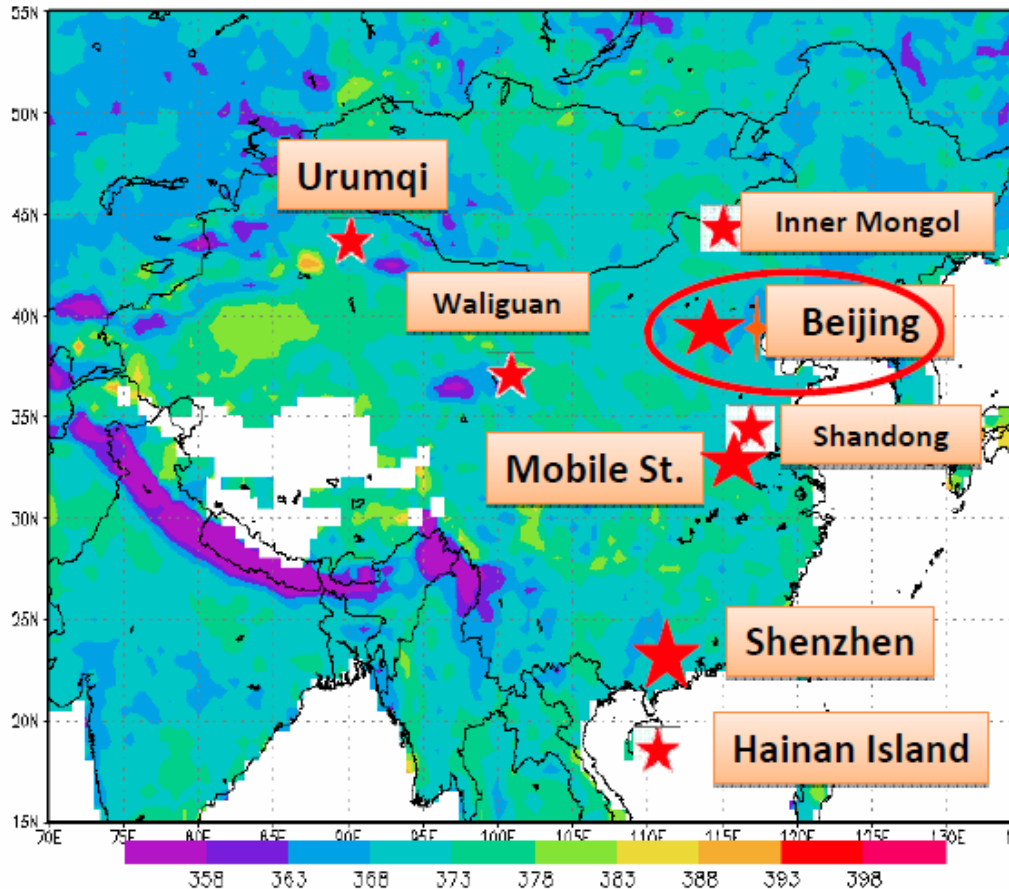 55N
50N
Urumqi
45N
Inner Mongol
Waliguan
40N
Beijing
35N
Shandong
Mobile St.
30N
25N
Shenzhen
20N
Hainan Island
15N
70E 75E 80E 85E 90E 95E 100E 105E 110E 115E 120E 125E 130E
358 363 368 373 378 383 388 393 398